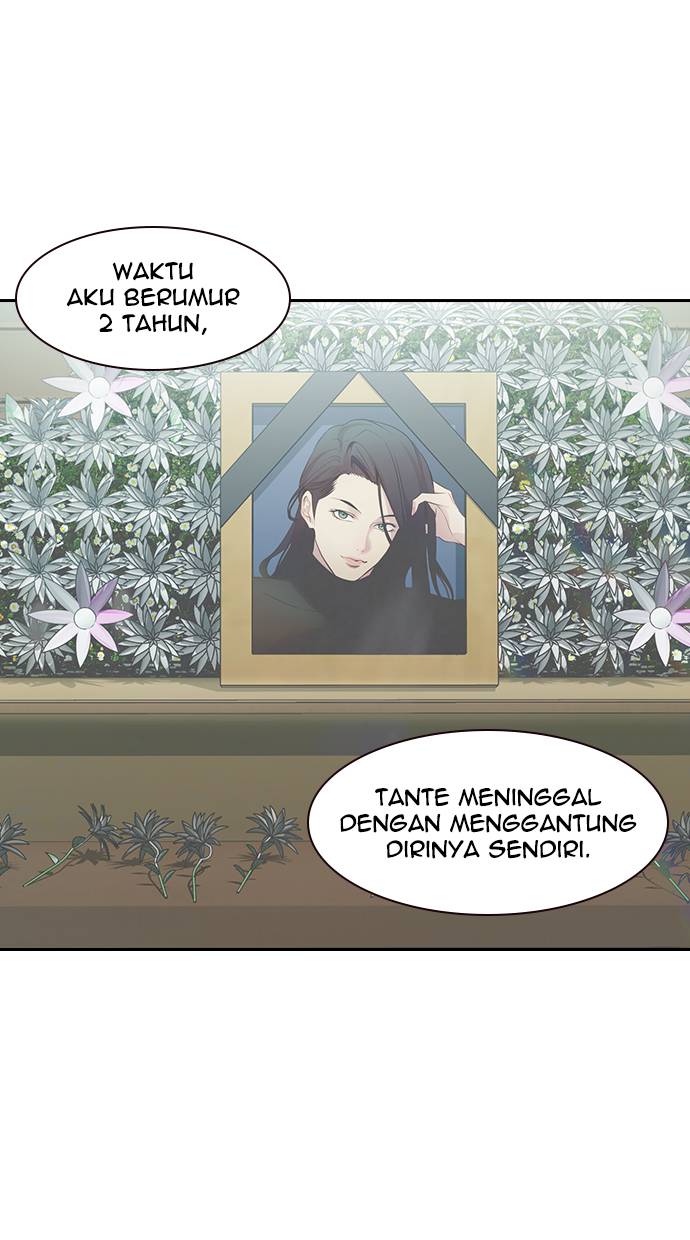 WAKTU
AKU BERUMUR
2 TAHUN,
TANTE MENINGGAL
DENGAN MENGGANTUNG
DIRINYA SENDIRI.